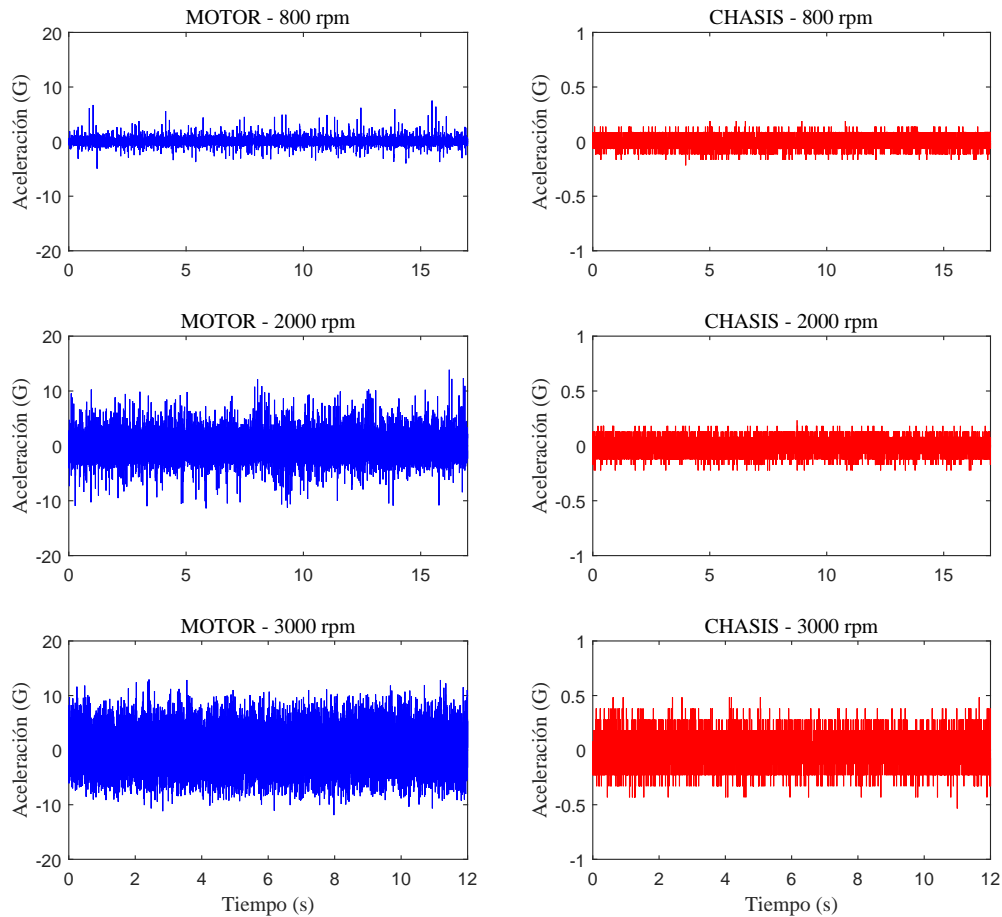 MOTOR - 800 rpm
Aceleración (G)
20
10
0
-10
-20
0 5 10 15
CHASIS - 800 rpm
Aceleración (G)
1
0.5
0
-0.5
-1
0 5 10 15
MOTOR - 2000 rpm
Aceleración (G)
20
10
0
-10
-20
0 5 10 15
CHASIS - 2000 rpm
Aceleración (G)
1
0.5
0
-0.5
-1
0 5 10 15
MOTOR - 3000 rpm
Aceleración (G)
20
10
0
-10
-20
0 2 4 6 8 10 12
Tiempo (s)
CHASIS - 3000 rpm
Aceleración (G)
1
0.5
0
-0.5
-1
0 2 4 6 8 10 12
Tiempo (s)